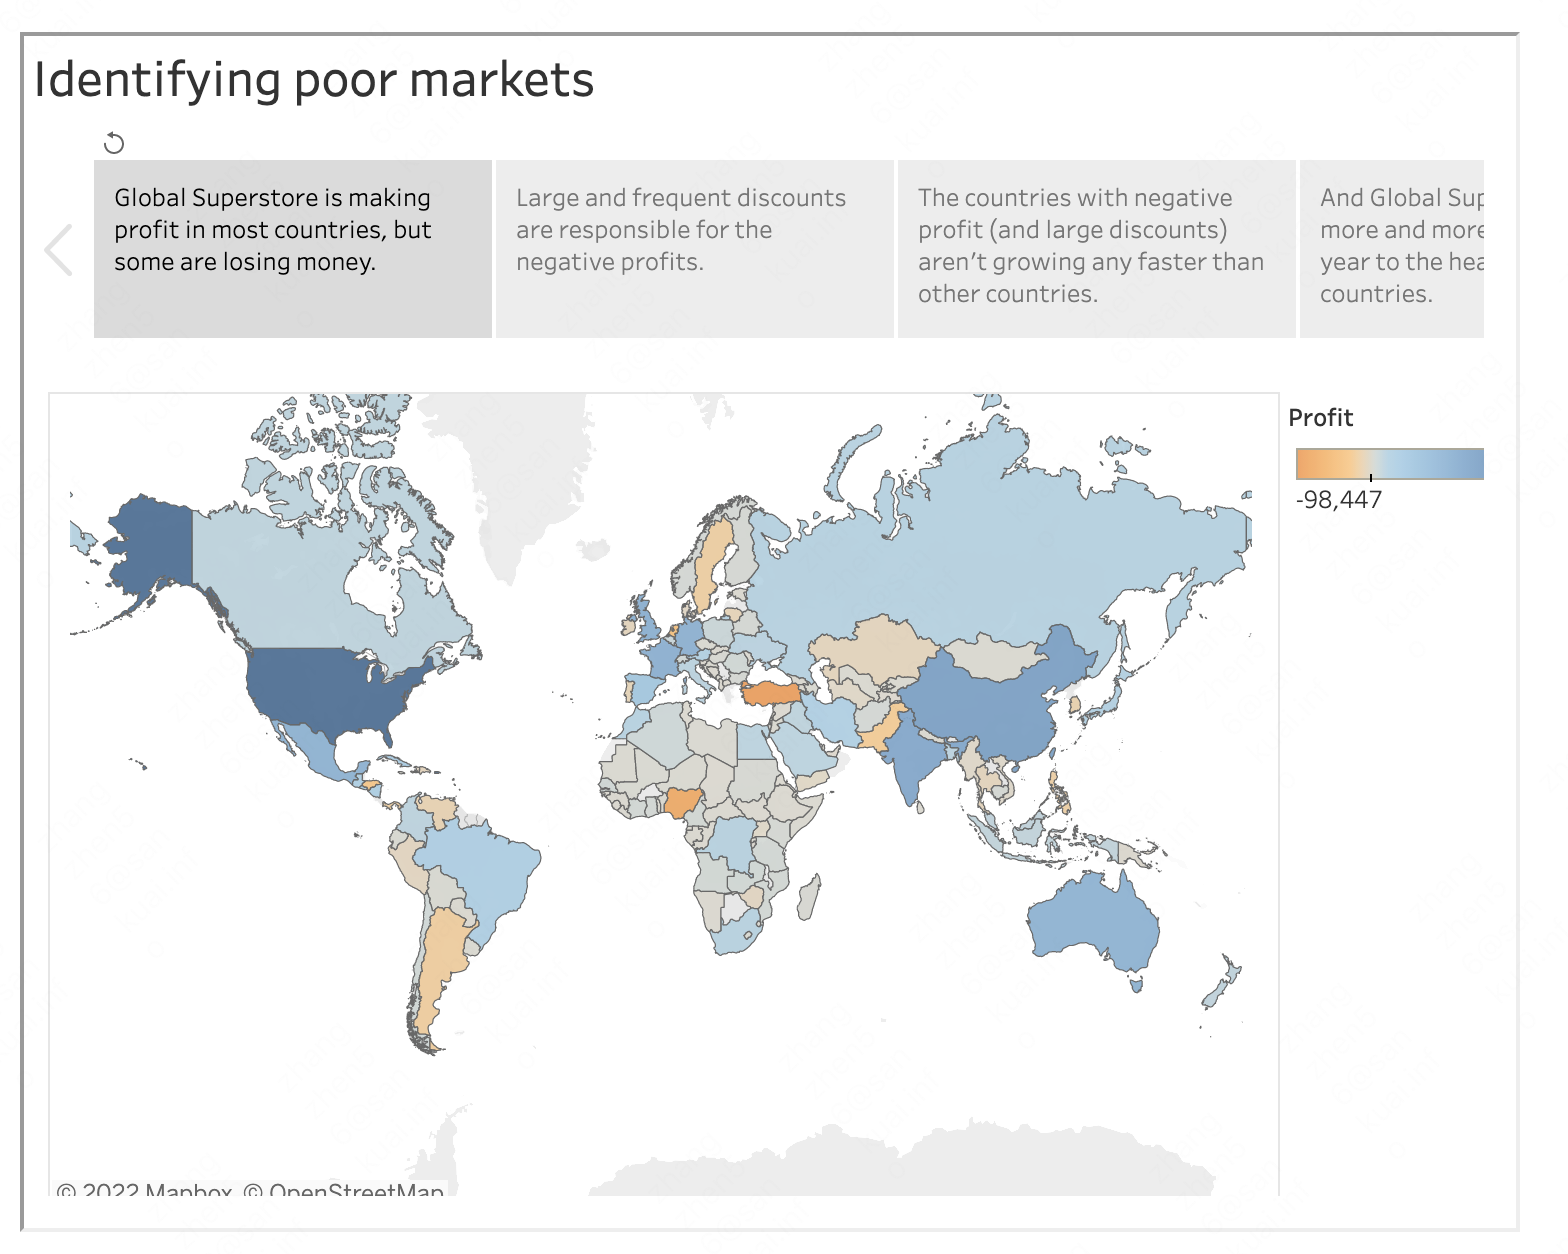 Identifying poor markets
Global Superstore is making
profit in most countries, but
some are losing money.
Large and frequent discounts
are responsible for the
negative profits.
The countries with negative
profit (and large discounts)
aren't growing any faster than
other countries.
And Global Sup
more and more
year to the hea
countries.
Profit
-98,447
© 2022 Mapbox © OpenStreetMap